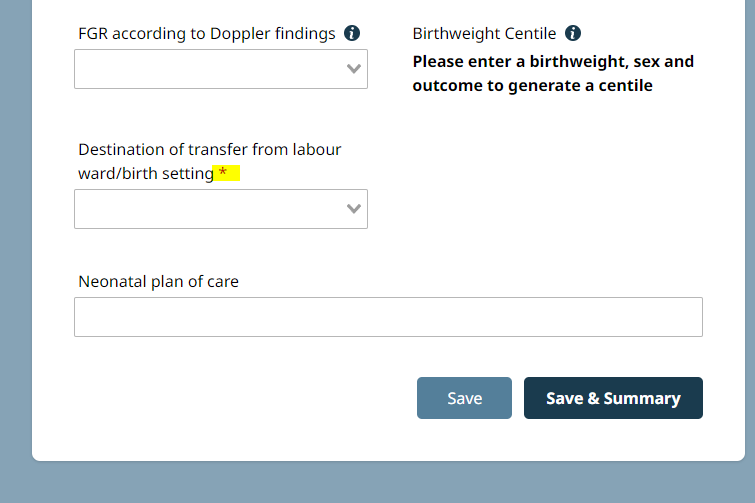 FGR according to Doppler findings
Birthweight Centile
Please enter a birthweight, sex and
outcome to generate a centile
Destination of transfer from labour
ward/birth setting *
Neonatal plan of care
Save
Save & Summary